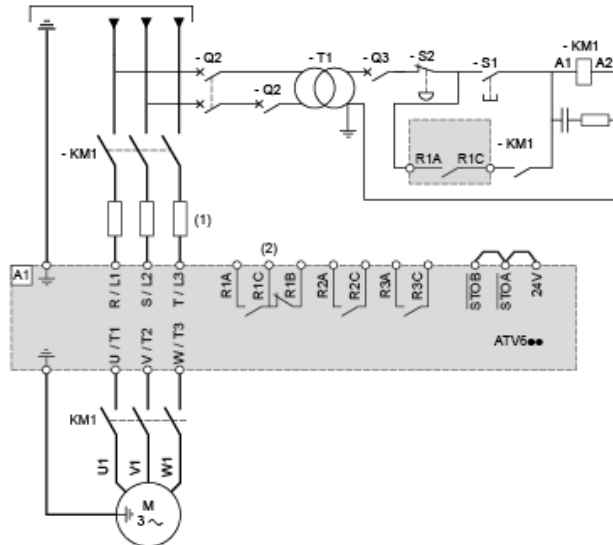 - Q2
- T1
- Q3
- S2
- S1
- KM1
A1
A2
- Q2
- KM1
R1A
R1C
- KM1
(1)
(2)
A1
R / L1
S / L2
T / L3
R1A
R1C
R1B
R2A
R2C
R3A
R3C
STOB
STOA
24V
U / T1
V / T2
W / T3
ATV6●●
KM1
U1
V1
W1
M
3 ~